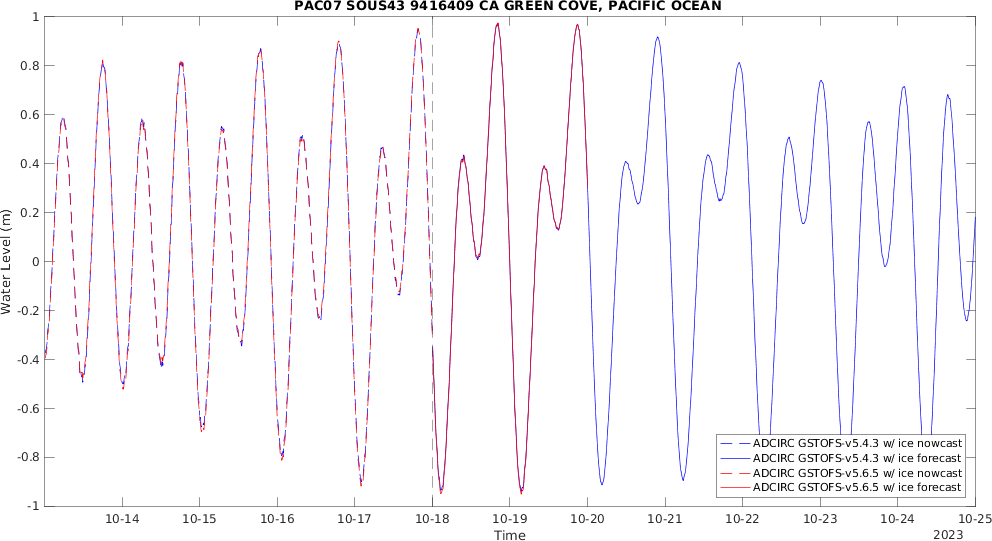 PAC07 SOUS43 9416409 CA GREEN COVE, PACIFIC OCEAN
1
0.8
0.6
0.4
0.2
0
-0.2
-0.4
-0.6
-0.8
-1
Water Level (m)
ADCIRC GSTOFS-v5.4.3 w/ ice nowcast
ADCIRC GSTOFS-v5.4.3 w/ ice forecast
ADCIRC GSTOFS-v5.6.5 w/ ice nowcast
ADCIRC GSTOFS-v5.6.5 w/ ice forecast
10-14 10-15 10-16 10-17 10-18 10-19 10-20 10-21 10-22 10-23 10-24 10-25
Time
2023